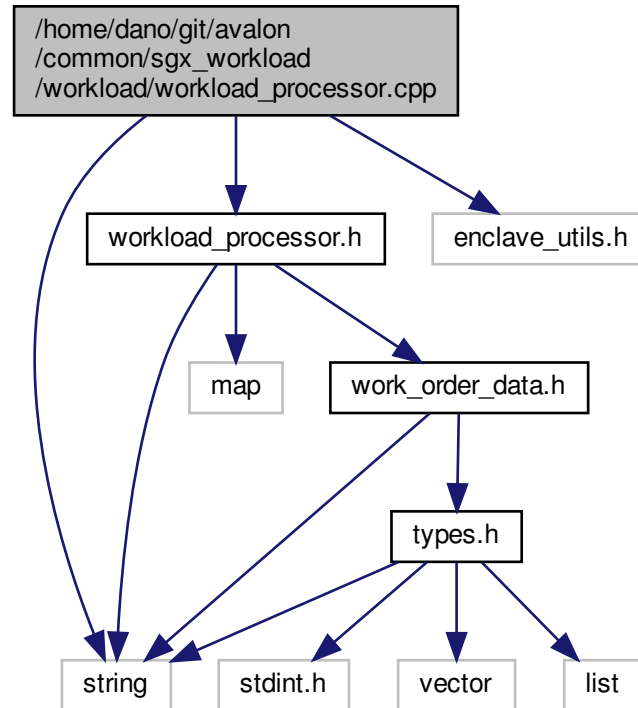 /home/dano/git/avalon
/common/sgx_workload
/workload/workload_processor.cpp
workload_processor.h
enclave_utils.h
map
work_order_data.h
types.h
string
stdint.h
vector
list